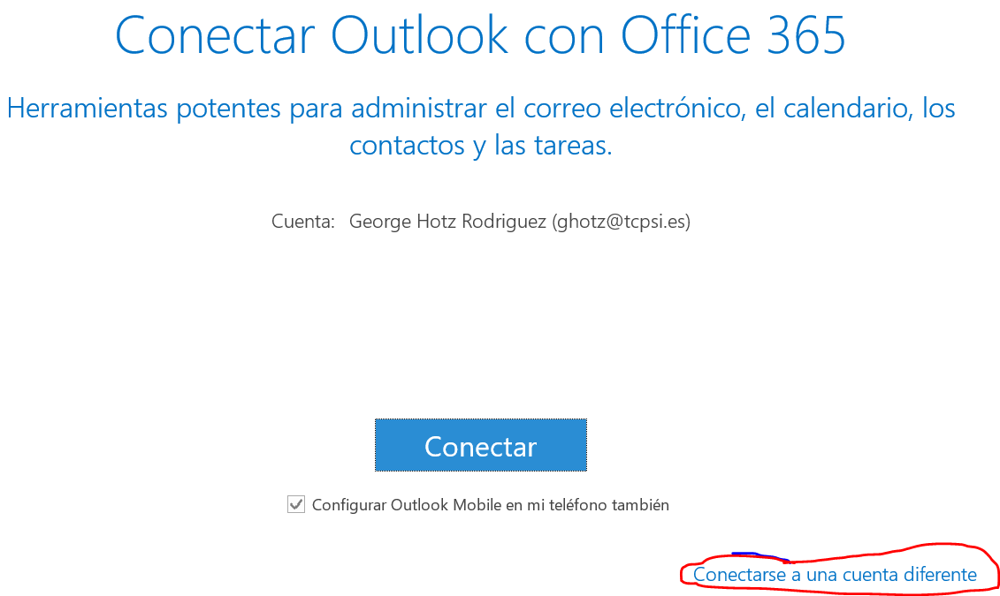 Conectar Outlook con Office 365
Herramientas potentes para administrar el correo electrónico, el calendario, los
contactos y las tareas.
Cuenta: George Hotz Rodriguez (ghotz@tcpsi.es)
Conectar
Configurar Outlook Mobile en mi teléfono también
Conectarse a una cuenta diferente